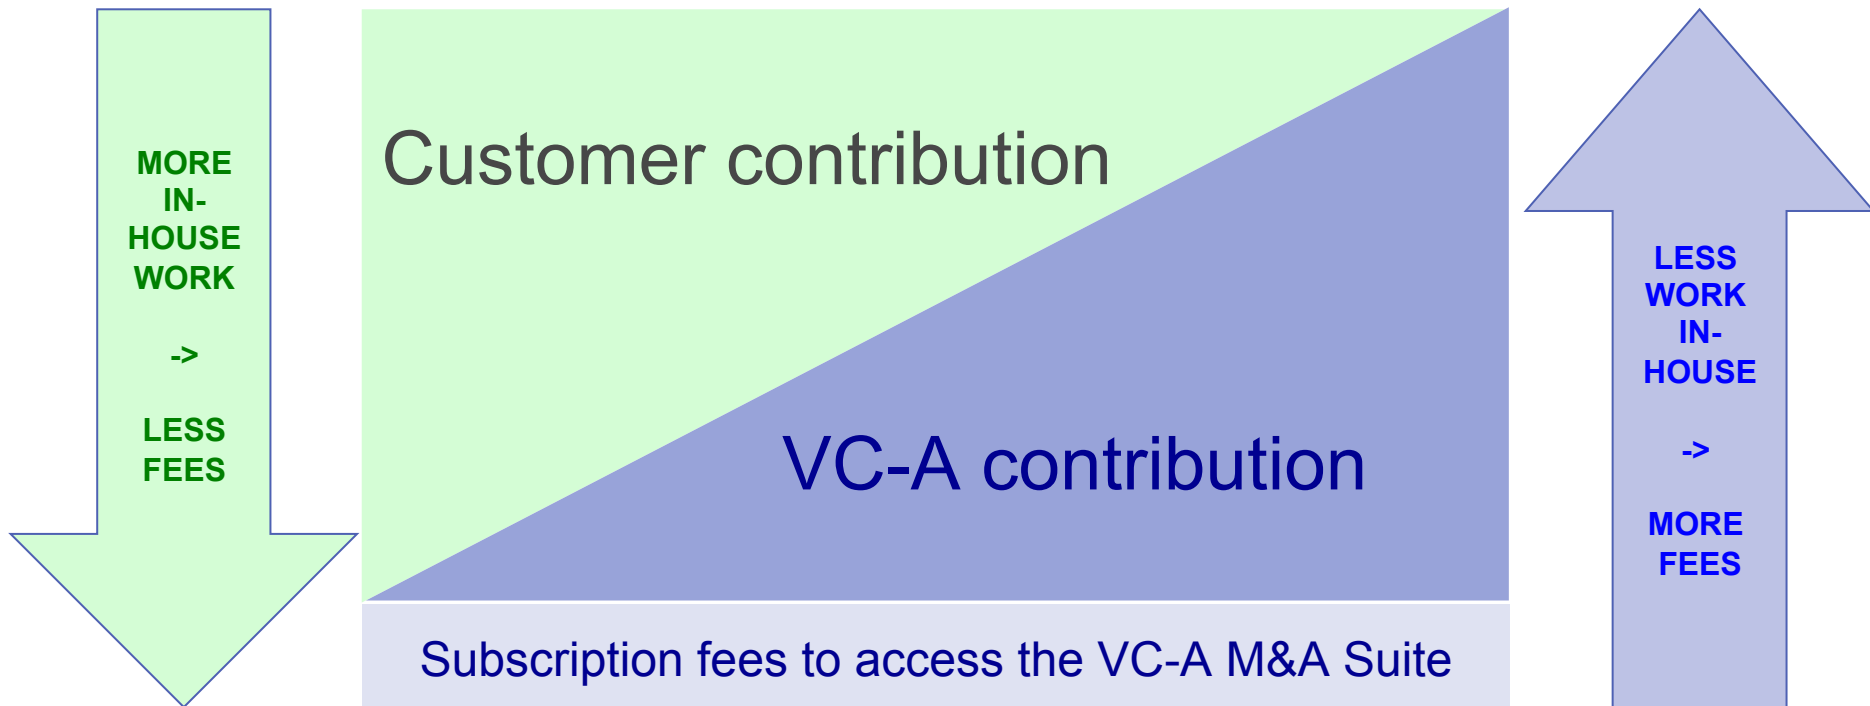 MORE
IN-
HOUSE
WORK
->
LESS
FEES
Customer contribution
VC-A contribution
Subscription fees to access the VC-A M&A Suite
LESS
WORK
IN-
HOUSE
->
MORE
FEES